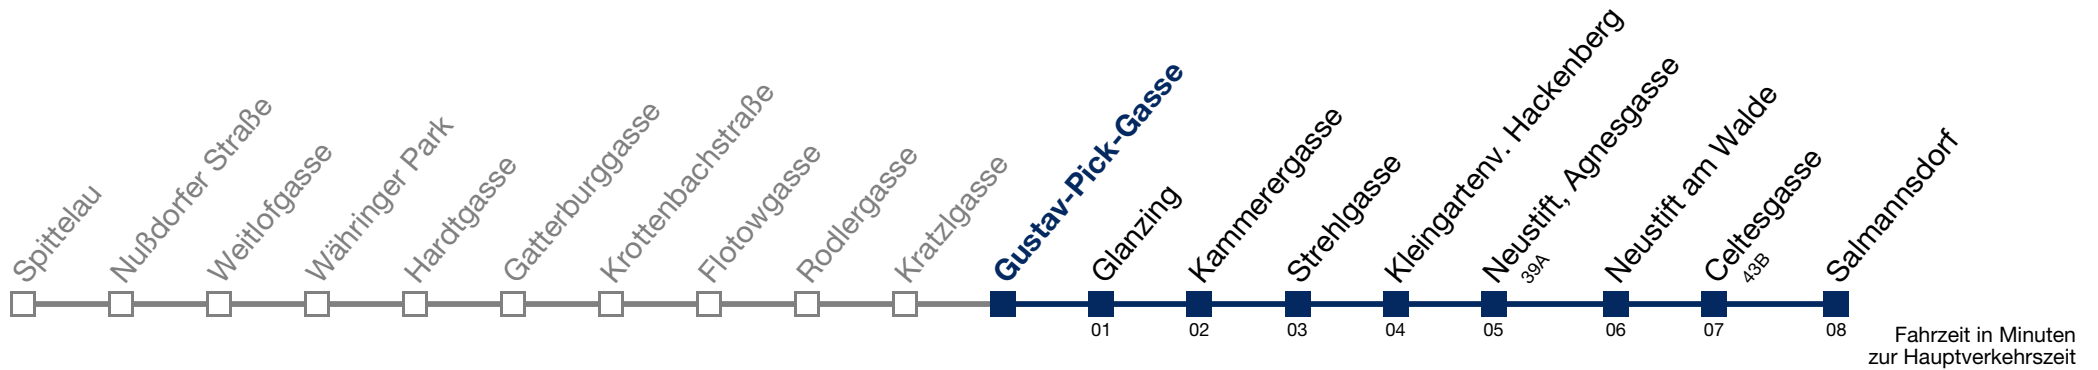 Spittelau
Nußdorfer Straße
Weitlofgasse
Währinger Park
Hardtgasse
Gatterburggasse
Krottenbachstraße
Flotowgasse
Rodlergasse
Kratzlgasse
Gustav-Pick-Gasse
Glanzing
Kammerergasse
Strehlgasse
Kleingartenv. Hackenberg
Neustift, Agnesgasse
39A
Neustift am Walde
Celtesgasse
43B
Salmannsdorf
01
02
03
04
05
06
07
08
Fahrzeit in Minuten
zur Hauptverkehrszeit